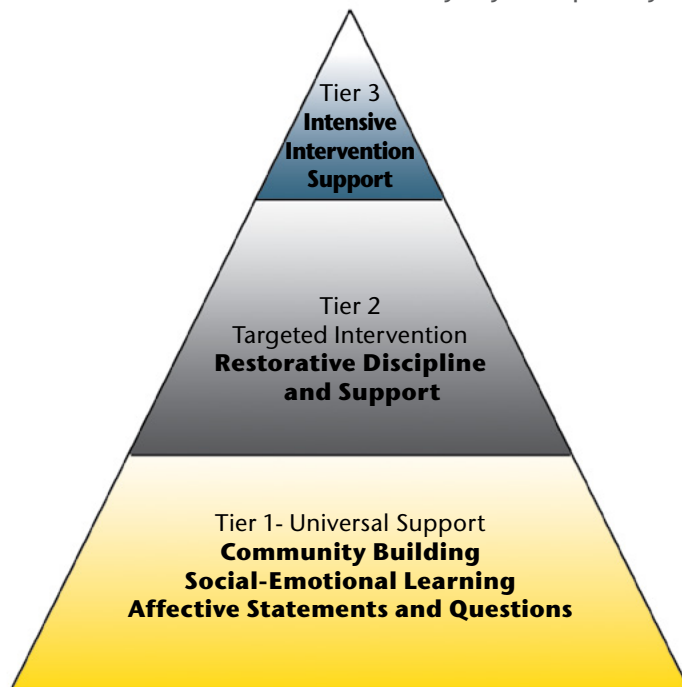 Tier 3
Intensive
Intervention
Support
Tier 2
Targeted Intervention
Restorative Discipline
and Support
Tier 1- Universal Support
Community Building
Social-Emotional Learning
Affective Statements and Questions